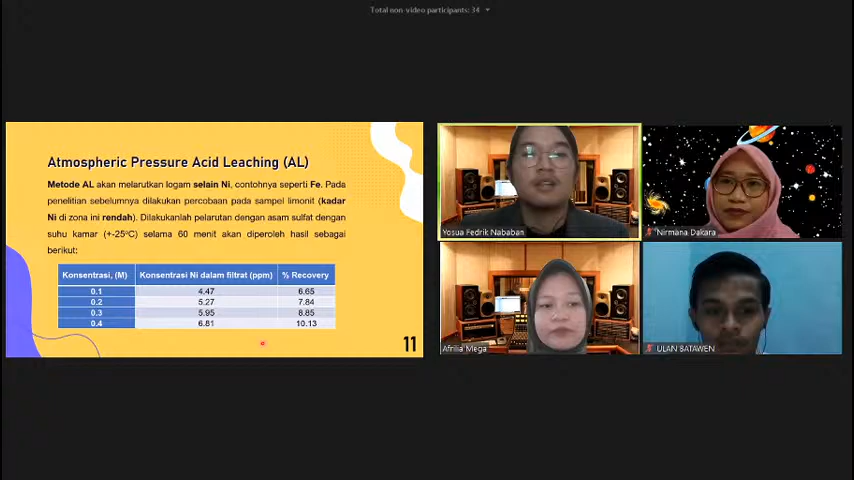 Total non-video participants: 34
Atmospheric Pressure Acid Leaching (AL)
Metode AL akan melarutkan logam selain Ni, contohnya seperti Fe. Pada
penelitian sebelumnya dilakukan percobaan pada sampel limonit (kadar
Ni di zona ini rendah). Dilakukanlah pelarutan dengan asam sulfat dengan
suhu kamar (+-25°C) selama 60 menit akan diperoleh hasil sebagai
berikut:
Konsentrasi, (M) Konsentrasi Ni dalam filtrat (ppm) % Recovery
0.1 4.47 6.65
0.2 5.27 7.84
0.3 5.95 8.85
0.4 6.81 10.13
11
Yosua Fedrik Nababan
Nirmana Dakara
Afrilia Mega
ULAN BATAWEN